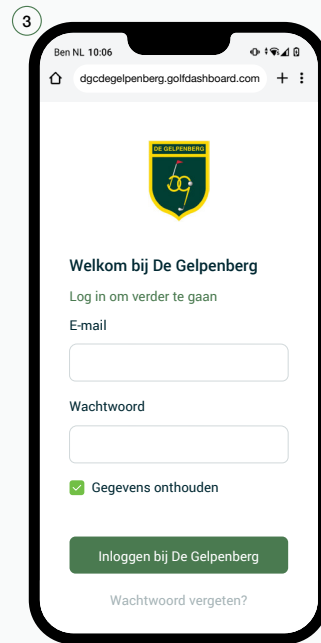 3
Ben NL 10:06
dgcdegelpenberg.golfdashboard.com
DE GELPENBERG
Welkom bij De Gelpenberg
Log in om verder te gaan
E-mail
Wachtwoord
Gegevens onthouden
Inloggen bij De Gelpenberg
Wachtwoord vergeten?